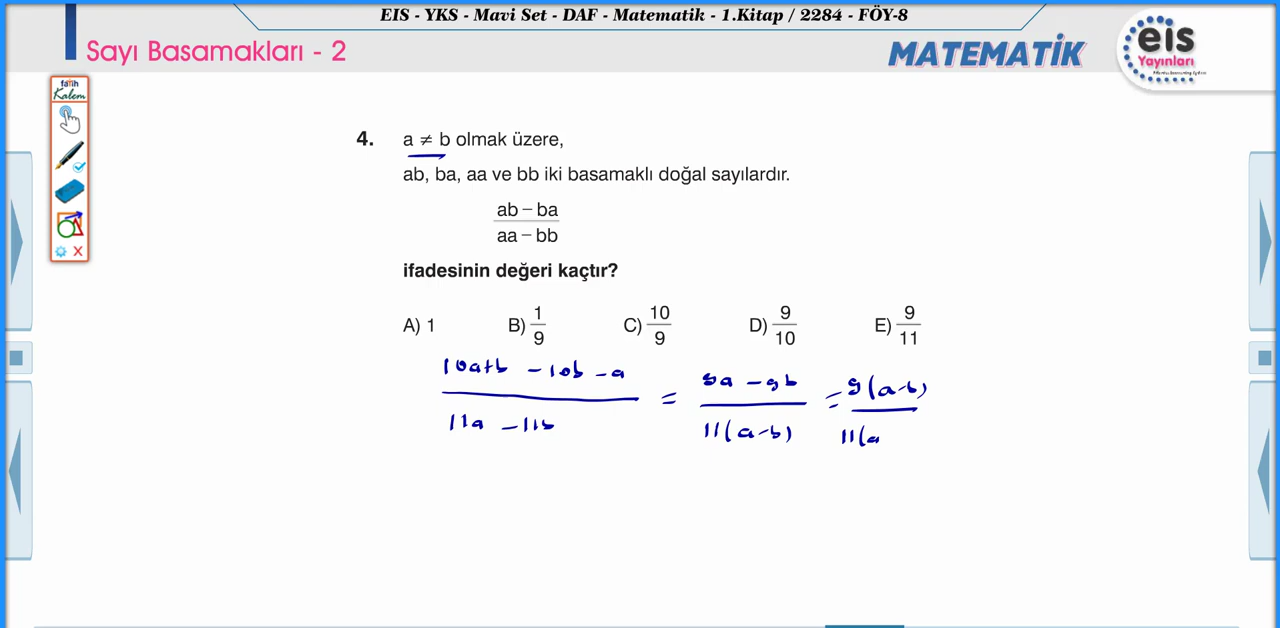 EIS - YKS - Mavi Set - DAF - Matematik - 1.Kitap / 2284 - FÖY-8
Sayı Basamakları - 2
MATEMATİK
eis
Yayınları
fatih
Kalem
4. a ≠ b olmak üzere,
ab, ba, aa ve bb iki basamaklı doğal sayılardır.
ab – ba
aa – bb
ifadesinin değeri kaçtır?
A) 1 B) 1/9 C) 10/9 D) 9/10 E) 9/11
10a+b - 10b - a = 9a - 9b = 9(a-b)
11a - 11b 11(a-b) 11(a